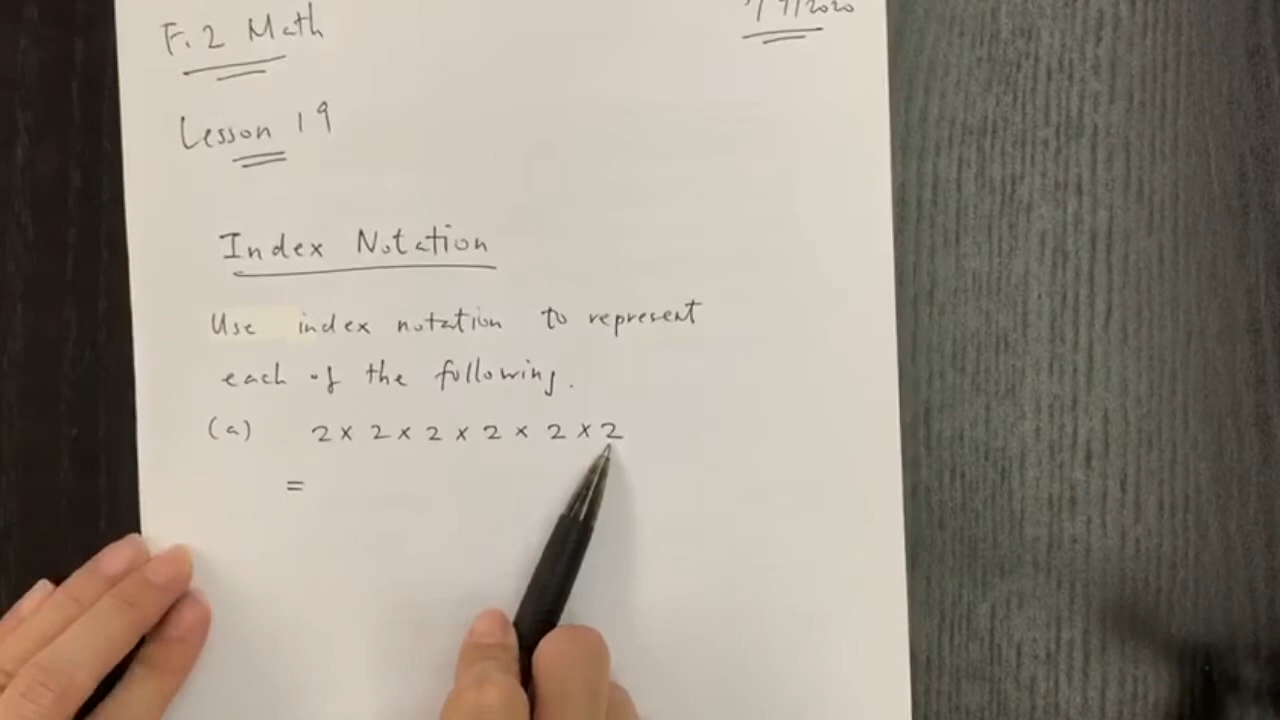 F.2 Math
Lesson 19
Index Notation
Use index notation to represent
each of the following.
(a) 2 × 2 × 2 × 2 × 2 × 2
=